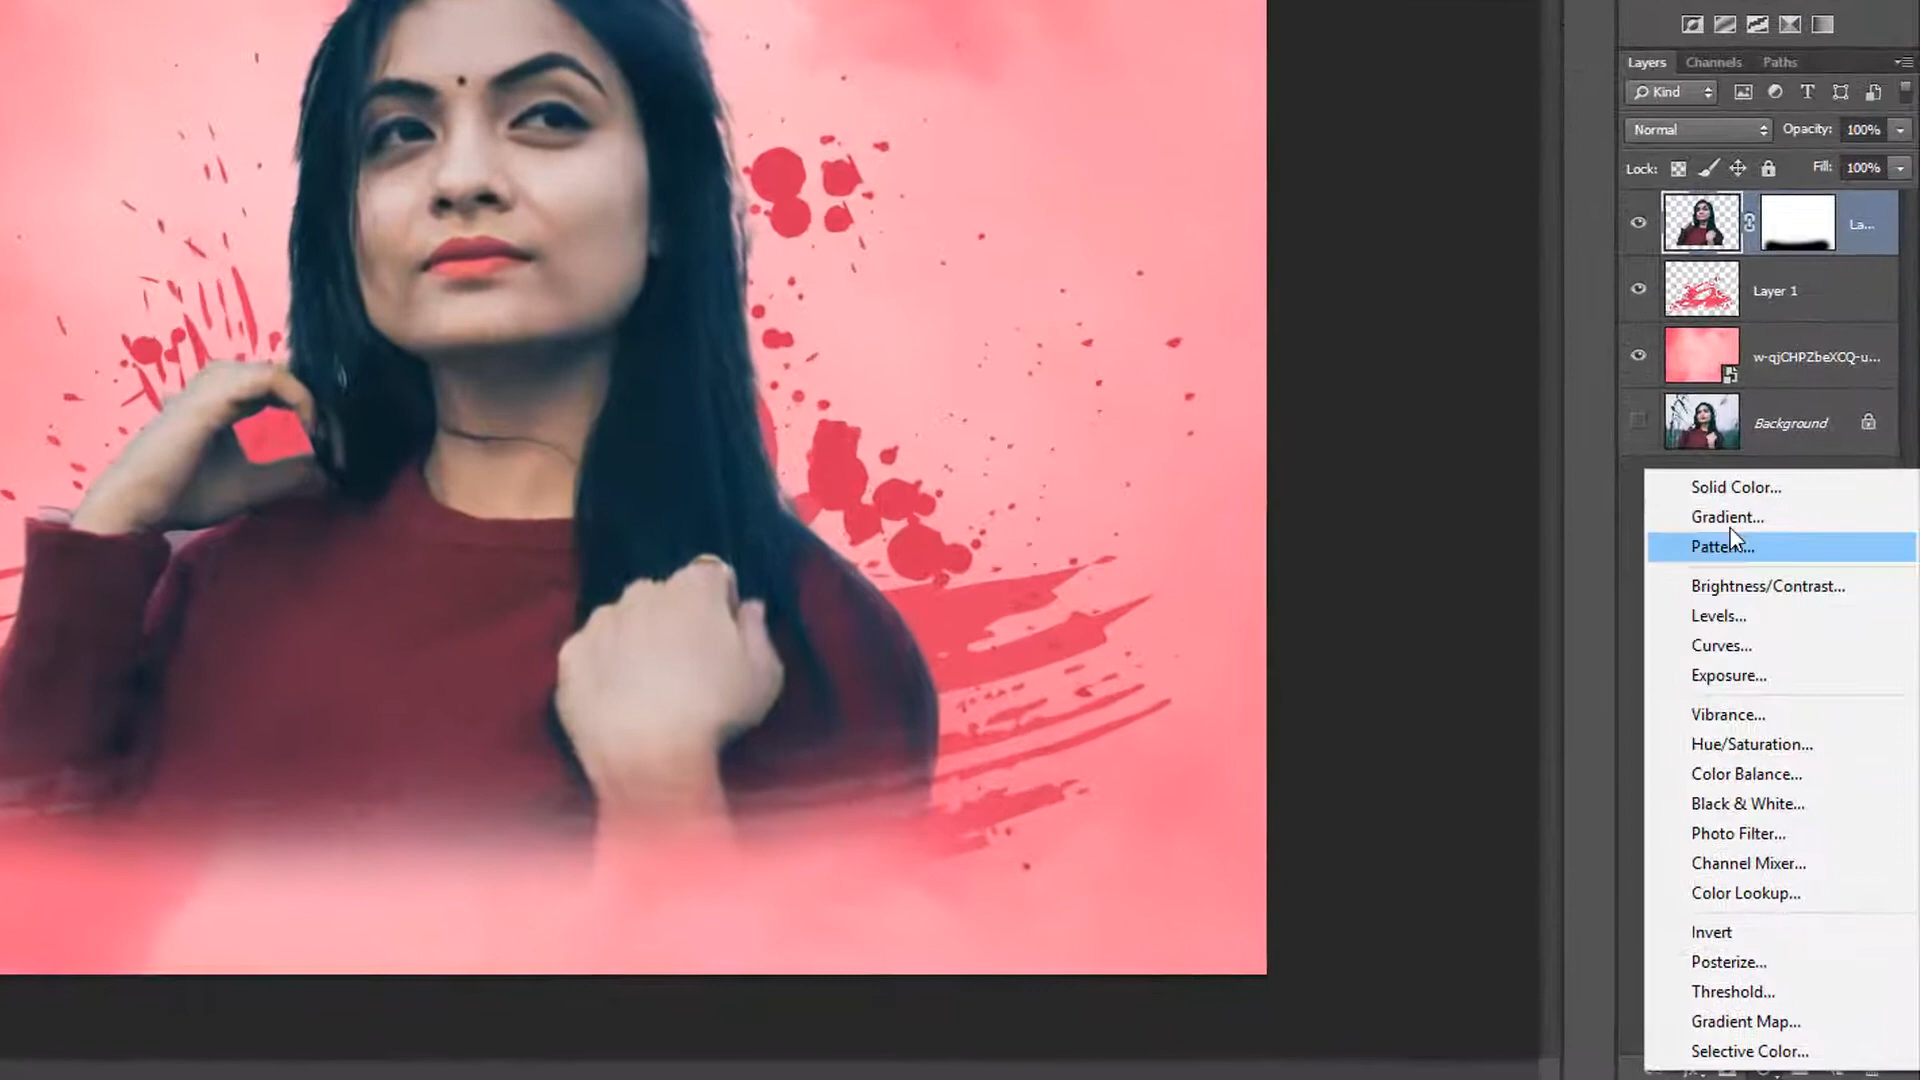 Layers Channels Paths
Kind
Normal Opacity: 100%
Lock: Fill: 100%
La...
Layer 1
w-qjCHPZbeXCQ-u...
Background
Solid Color...
Gradient...
Pattern...
Brightness/Contrast...
Levels...
Curves...
Exposure...
Vibrance...
Hue/Saturation...
Color Balance...
Black & White...
Photo Filter...
Channel Mixer...
Color Lookup...
Invert
Posterize...
Threshold...
Gradient Map...
Selective Color...